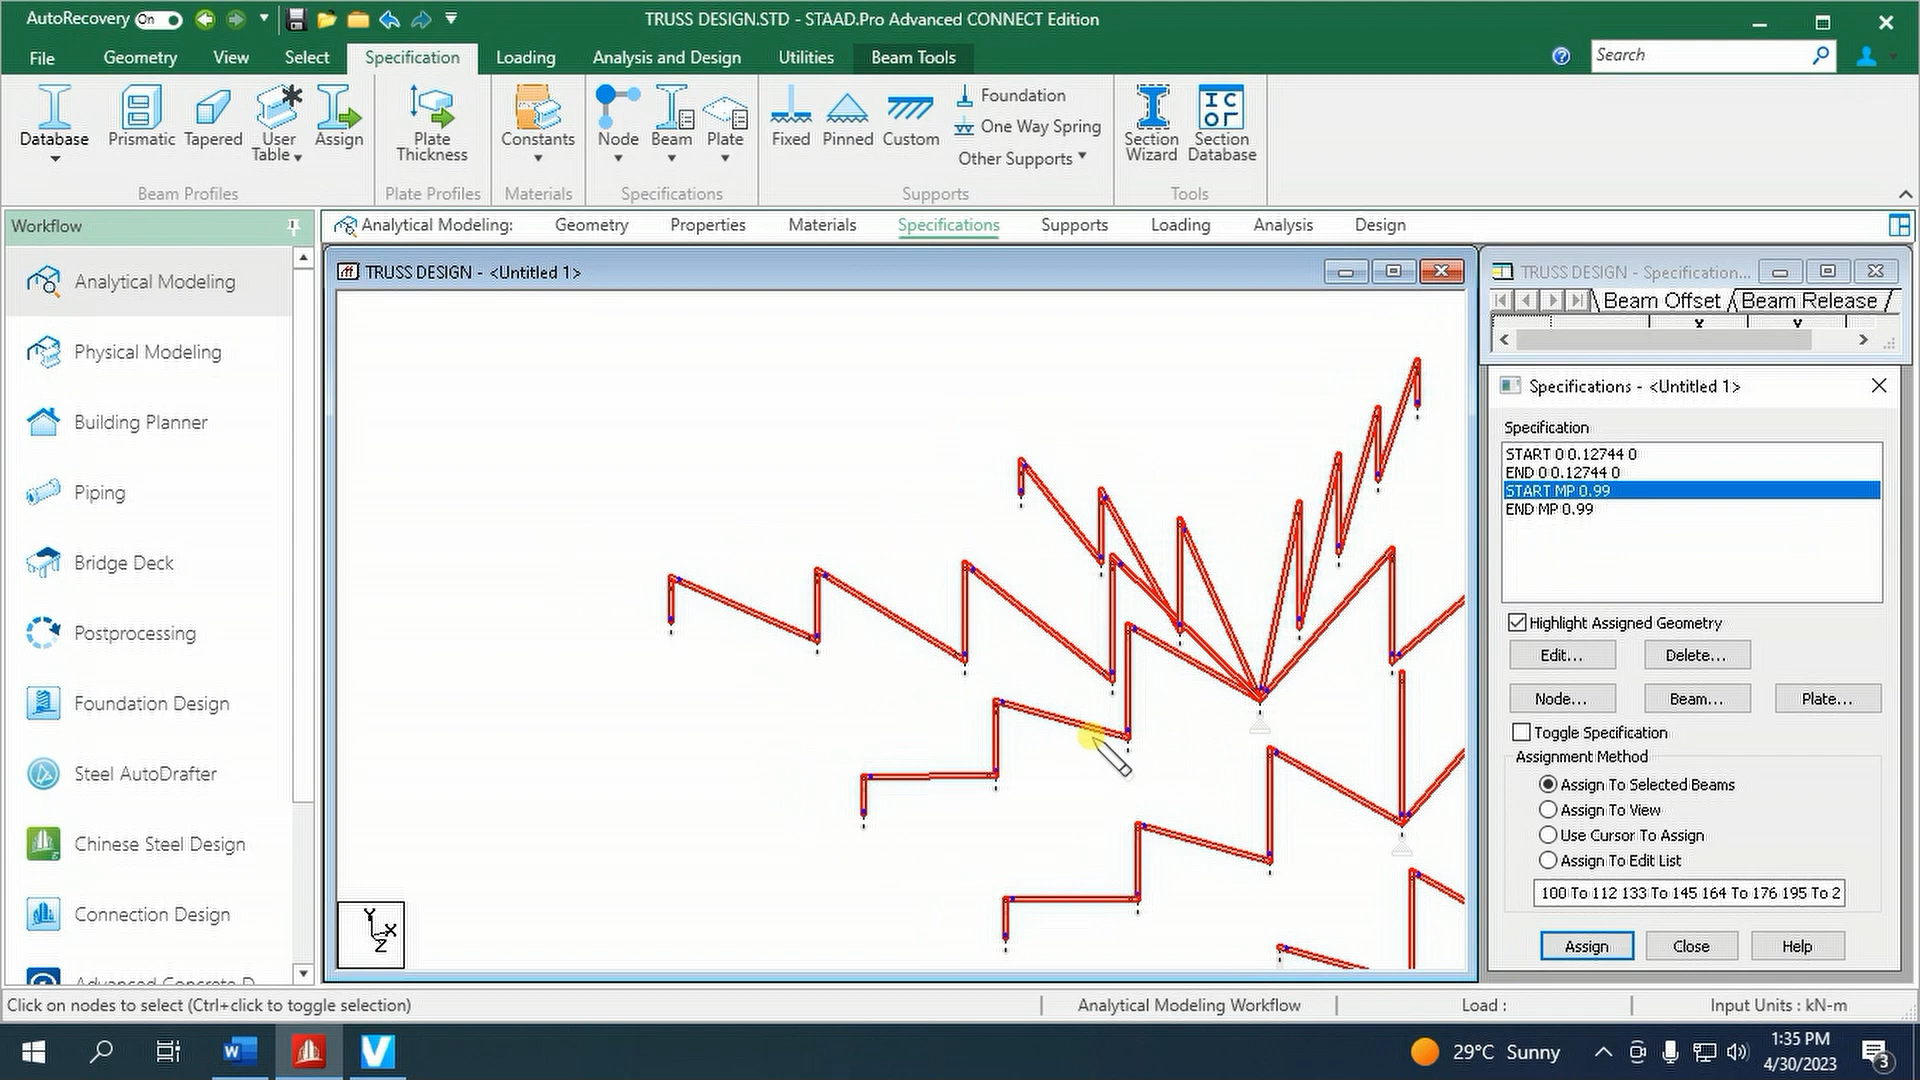 AutoRecovery On
TRUSS DESIGN.STD - STAAD.Pro Advanced CONNECT Edition
File Geometry View Select Specification Loading Analysis and Design Utilities Beam Tools
Search
Database Prismatic Tapered User Table Assign
Plate Thickness
Constants
Node Beam Plate
Fixed Pinned Custom
Foundation
One Way Spring
Other Supports
Section Wizard
Section Database
Beam Profiles Plate Profiles Materials Specifications Supports Tools
Workflow
Analytical Modeling: Geometry Properties Materials Specifications Supports Loading Analysis Design
Analytical Modeling
Physical Modeling
Building Planner
Piping
Bridge Deck
Postprocessing
Foundation Design
Steel AutoDrafter
Chinese Steel Design
Connection Design
TRUSS DESIGN - <Untitled 1>
Y
X
Z
TRUSS DESIGN - Specification...
Beam Offset Beam Release
Specifications - <Untitled 1>
Specification
START 0 0.12744 0
END 0 0.12744 0
START MP 0.99
END MP 0.99
Highlight Assigned Geometry
Edit... Delete...
Node... Beam... Plate...
Toggle Specification
Assignment Method
Assign To Selected Beams
Assign To View
Use Cursor To Assign
Assign To Edit List
100 To 112 133 To 145 164 To 176 195 To 2
Assign Close Help
Click on nodes to select (Ctrl+click to toggle selection)
Analytical Modeling Workflow
Load :
Input Units : kN-m
29°C Sunny
1:35 PM
4/30/2023
3